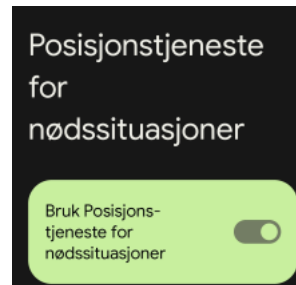 Posisjonstjeneste
for
nødssituasjoner
Bruk Posisjons-
tjeneste for
nødssituasjoner